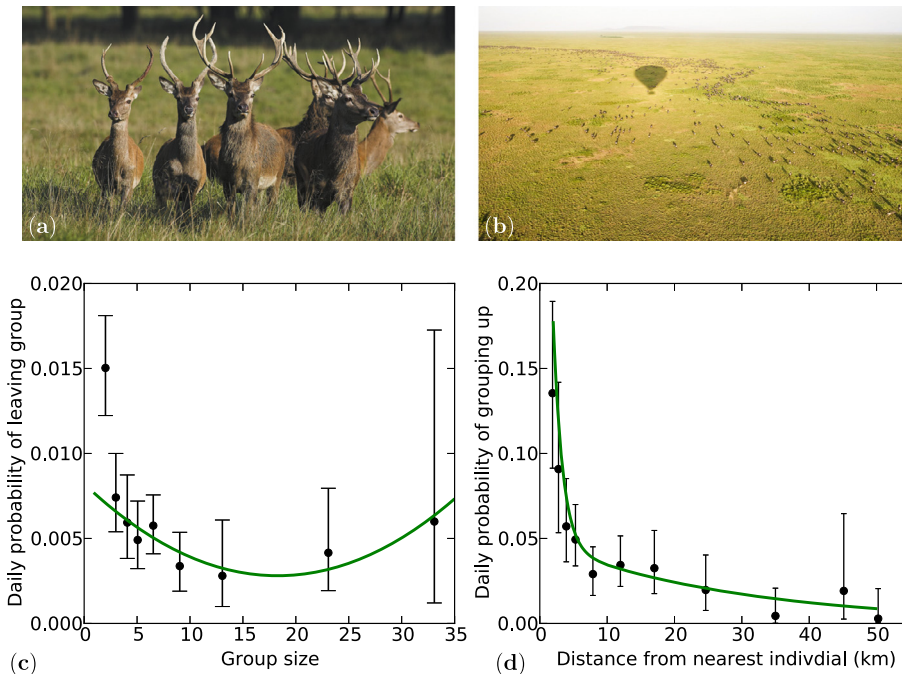 (a)
(b)
0.020
0.015
0.010
0.005
0.000
Daily probability of leaving group
0 5 10 15 20 25 30 35
Group size
(c)
0.20
0.15
0.10
0.05
0.00
Daily probability of grouping up
0 10 20 30 40 50
Distance from nearest indivdial (km)
(d)